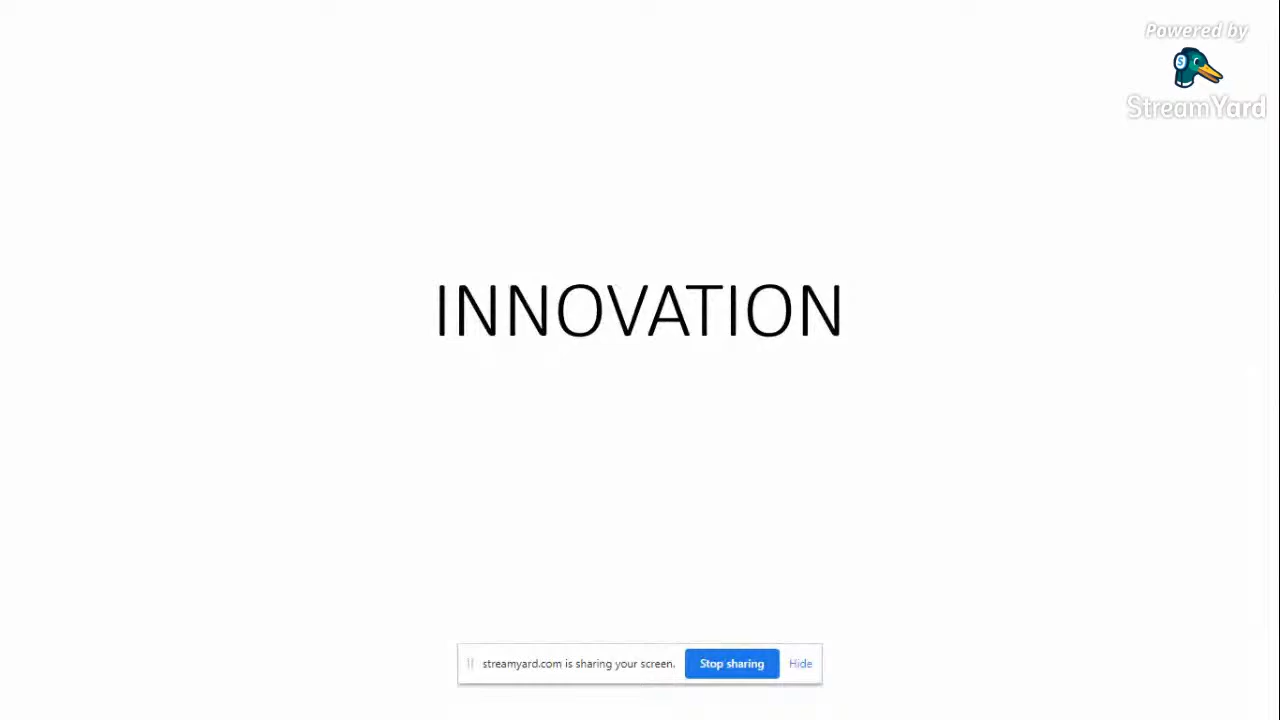 Powered by
S
StreamYard
INNOVATION
streamyard.com is sharing your screen. Stop sharing Hide